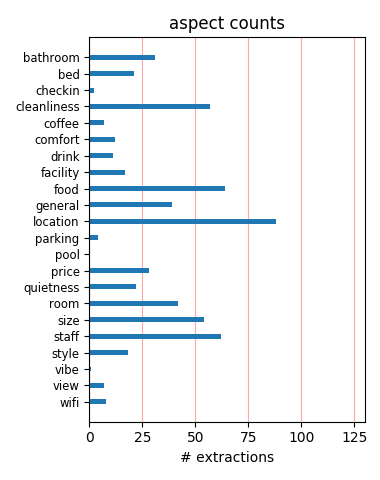 aspect counts
bathroom
bed
checkin
cleanliness
coffee
comfort
drink
facility
food
general
location
parking
pool
price
quietness
room
size
staff
style
vibe
view
wifi
0 25 50 75 100 125
# extractions